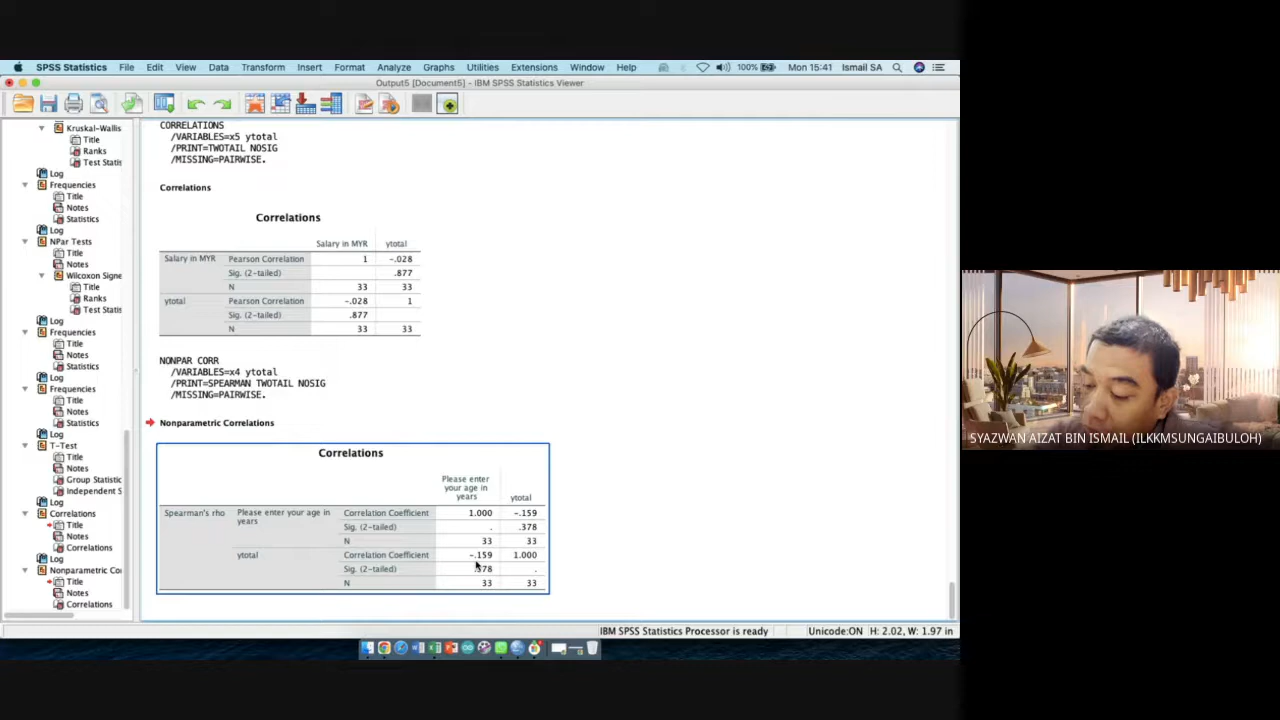 SPSS Statistics File Edit View Data Transform Insert Format Analyze Graphs Utilities Extensions Window Help 100% Mon 15:41 Ismail SA
Output5 [Document5] - IBM SPSS Statistics Viewer
Kruskal-Wallis
Title
Ranks
Test Statis
Log
Frequencies
Title
Notes
Statistics
Log
NPar Tests
Title
Notes
Wilcoxon Signe
Title
Ranks
Test Statis
Log
Frequencies
Title
Notes
Statistics
Log
Frequencies
Title
Notes
Statistics
Log
T-Test
Title
Notes
Group Statistic
Independent S
Log
Correlations
Title
Notes
Correlations
Log
Nonparametric Co
Title
Notes
Correlations
CORRELATIONS
/VARIABLES=x5 ytotal
/PRINT=TWOTAIL NOSIG
/MISSING=PAIRWISE.
Correlations
Correlations
Salary in MYR ytotal
Salary in MYR Pearson Correlation 1 -.028
Sig. (2-tailed) .877
N 33 33
ytotal Pearson Correlation -.028 1
Sig. (2-tailed) .877
N 33 33
NONPAR CORR
/VARIABLES=x4 ytotal
/PRINT=SPEARMAN TWOTAIL NOSIG
/MISSING=PAIRWISE.
Nonparametric Correlations
Correlations
Please enter
your age in
years ytotal
Spearman's rho Please enter your age in years Correlation Coefficient 1.000 -.159
Sig. (2-tailed) . .378
N 33 33
ytotal Correlation Coefficient -.159 1.000
Sig. (2-tailed) .378 .
N 33 33
IBM SPSS Statistics Processor is ready Unicode:ON H: 2.02, W: 1.97 in
SYAZWAN AIZAT BIN ISMAIL (ILKKMSUNGAIBULOH)